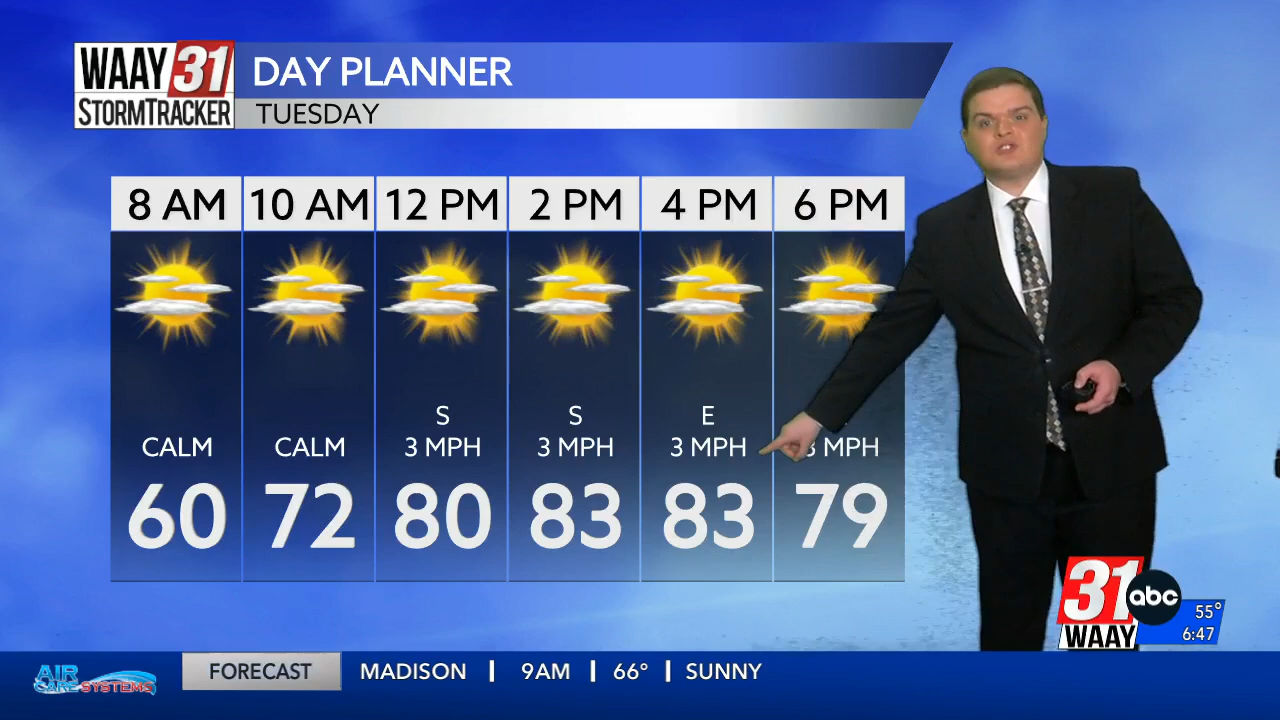 WAAY 31
STORMTRACKER
DAY PLANNER
TUESDAY
8 AM 10 AM 12 PM 2 PM 4 PM 6 PM
S S E
CALM CALM 3 MPH 3 MPH 3 MPH 3 MPH
60 72 80 83 83 79
31 abc
WAAY
55°
6:47
AIR
CARE SYSTEMS
FORECAST MADISON | 9AM | 66° | SUNNY